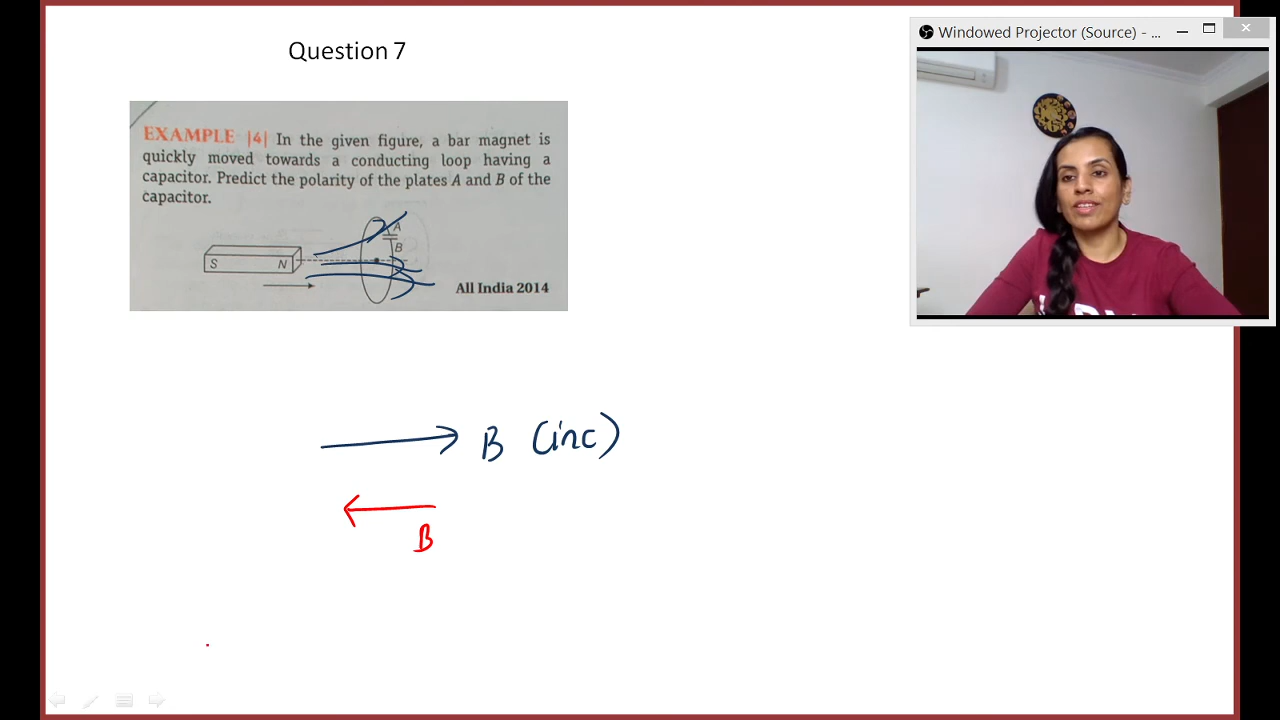 Question 7
Windowed Projector (Source) - ...
EXAMPLE |4| In the given figure, a bar magnet is
quickly moved towards a conducting loop having a
capacitor. Predict the polarity of the plates A and B of the
capacitor.
A
B
S N
All India 2014
B (inc)
B